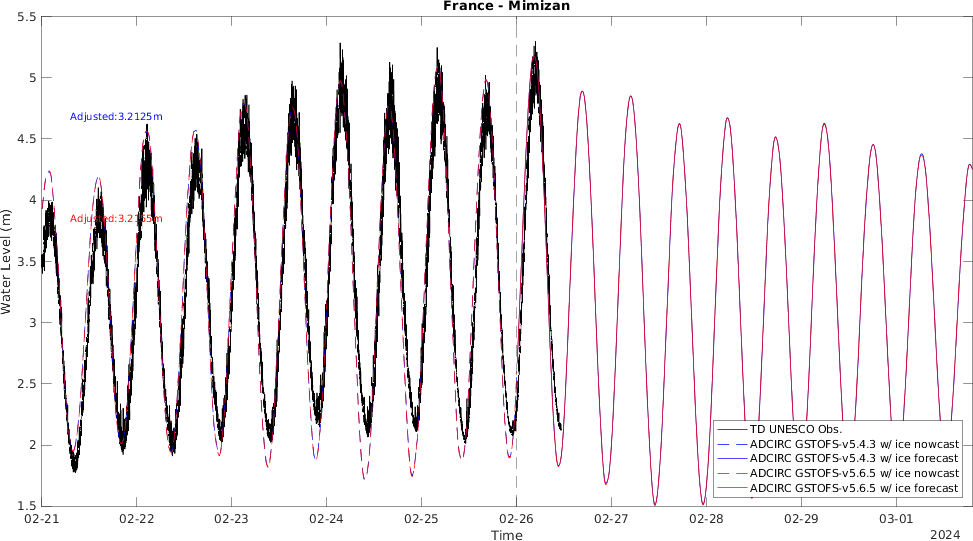 France - Mimizan
5.5
5
4.5
4
3.5
3
2.5
2
1.5
Water Level (m)
Adjusted:3.2125m
TD UNESCO Obs.
ADCIRC GSTOFS-v5.4.3 w/ ice nowcast
ADCIRC GSTOFS-v5.4.3 w/ ice forecast
ADCIRC GSTOFS-v5.6.5 w/ ice nowcast
ADCIRC GSTOFS-v5.6.5 w/ ice forecast
02-21 02-22 02-23 02-24 02-25 02-26 02-27 02-28 02-29 03-01
Time
2024